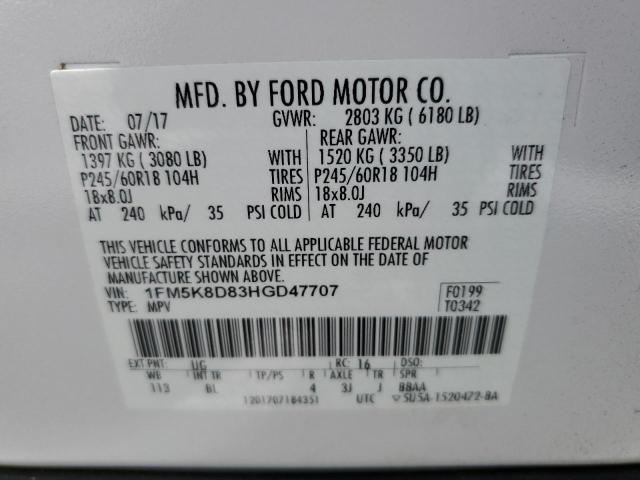 MFD. BY FORD MOTOR CO.
DATE: 07/17 GVWR: 2803 KG ( 6180 LB)
FRONT GAWR: REAR GAWR:
1397 KG ( 3080 LB) WITH 1520 KG ( 3350 LB) WITH
P245/60R18 104H TIRES P245/60R18 104H TIRES
18x8.0J RIMS 18x8.0J RIMS
AT 240 kPa/ 35 PSI COLD AT 240 kPa/ 35 PSI COLD
THIS VEHICLE CONFORMS TO ALL APPLICABLE FEDERAL MOTOR
VEHICLE SAFETY STANDARDS IN EFFECT ON THE DATE OF
MANUFACTURE SHOWN ABOVE.
VIN: 1FM5K8D83HGD47707 F0199
TYPE: MPV T0342
EXT PNT: UG RC: 16 DSO:
WB INT TR TP/PS R AXLE TR SPR
113 BL 4 3J J BBAA
1201707184351 UTC ▽SUSA-1520472-BA